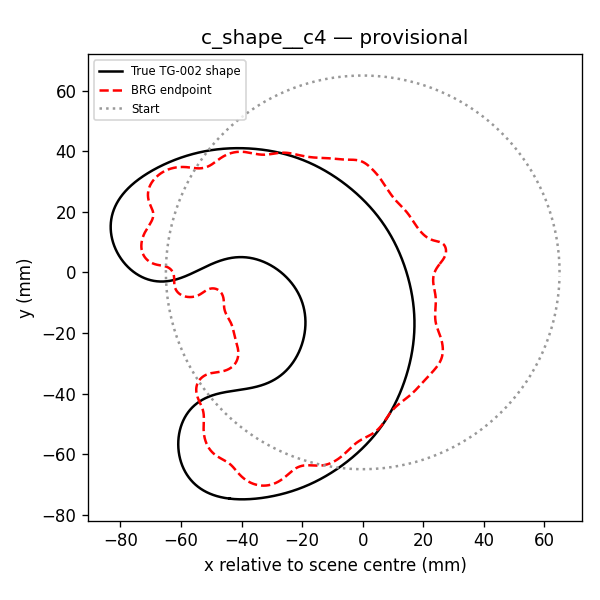 c_shape__c4 — provisional
True TG-002 shape
BRG endpoint
Start
y (mm)
60
40
20
0
−20
−40
−60
−80
−80 −60 −40 −20 0 20 40 60
x relative to scene centre (mm)